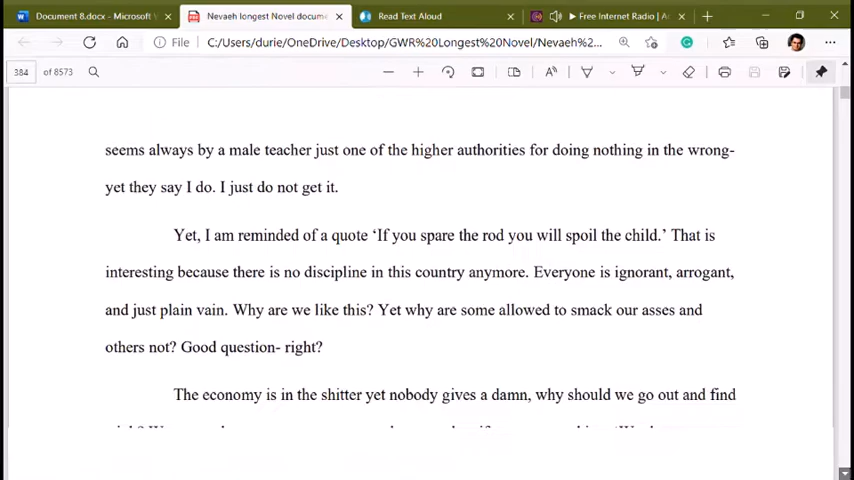 Document 8.docx - Microsoft
Nevaeh longest Novel docume
Read Text Aloud
Free Internet Radio | A
File
C:/Users/durie/OneDrive/Desktop/GWR%20Longest%20Novel/Nevaeh%2...
384 of 8573
seems always by a male teacher just one of the higher authorities for doing nothing in the wrong-
yet they say I do. I just do not get it.
Yet, I am reminded of a quote ‘If you spare the rod you will spoil the child.’ That is
interesting because there is no discipline in this country anymore. Everyone is ignorant, arrogant,
and just plain vain. Why are we like this? Yet why are some allowed to smack our asses and
others not? Good question- right?
The economy is in the shitter yet nobody gives a damn, why should we go out and find